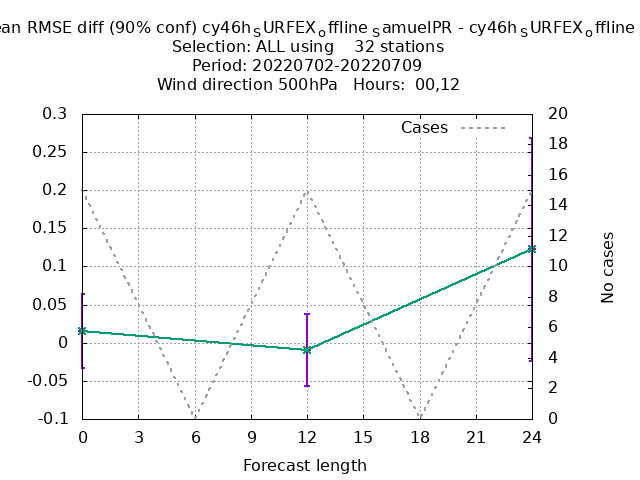 ean RMSE diff (90% conf) cy46h_SURFEX_offline_SamuelPR - cy46h_SURFEX_offline
Selection: ALL using    32 stations
Period: 20220702-20220709
Wind direction 500hPa   Hours:  00,12
Cases
0.3
0.25
0.2
0.15
0.1
0.05
0
-0.05
-0.1
20
18
16
14
12
10
8
6
4
2
0
No cases
0 3 6 9 12 15 18 21 24
Forecast length